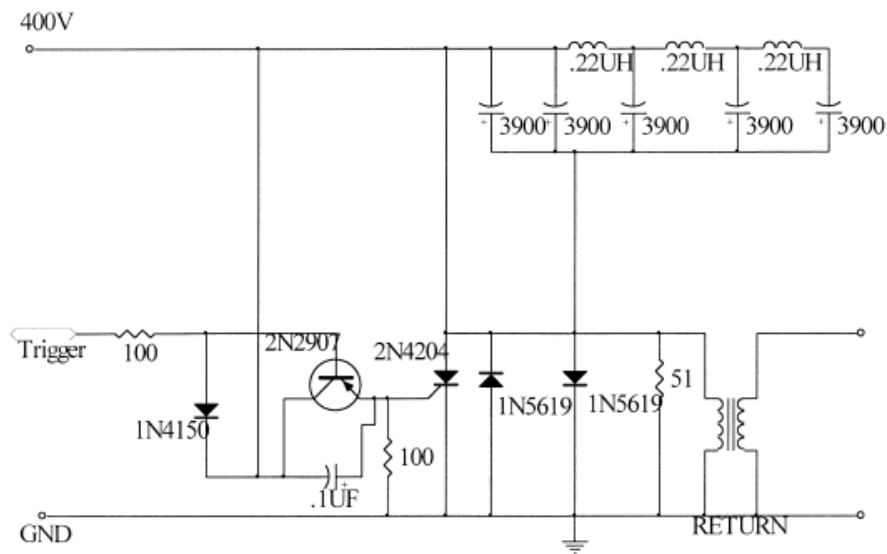 400V
.22UH .22UH .22UH
3900 3900 3900 3900 3900
Trigger
100
2N2907
2N4204
1N4150
.1UF
100
1N5619
1N5619
51
GND
RETURN